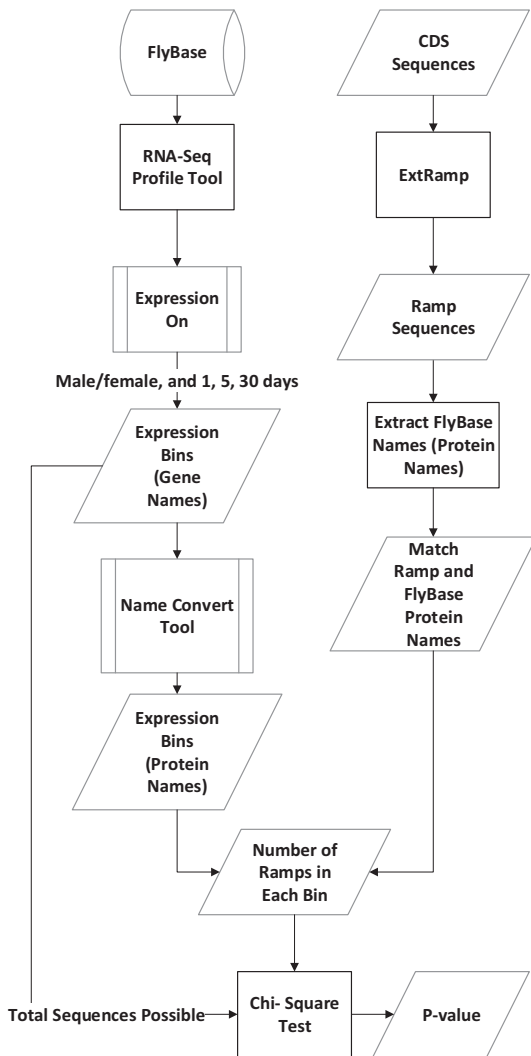 FlyBase
RNA-Seq
Profile Tool
Expression
On
Male/female, and 1, 5, 30 days
Expression
Bins
(Gene
Names)
Name Convert
Tool
Expression
Bins
(Protein
Names)
CDS
Sequences
ExtRamp
Ramp
Sequences
Extract FlyBase
Names (Protein
Names)
Match
Ramp and
FlyBase
Protein
Names
Number of
Ramps in
Each Bin
Total Sequences Possible
Chi- Square
Test
P-value